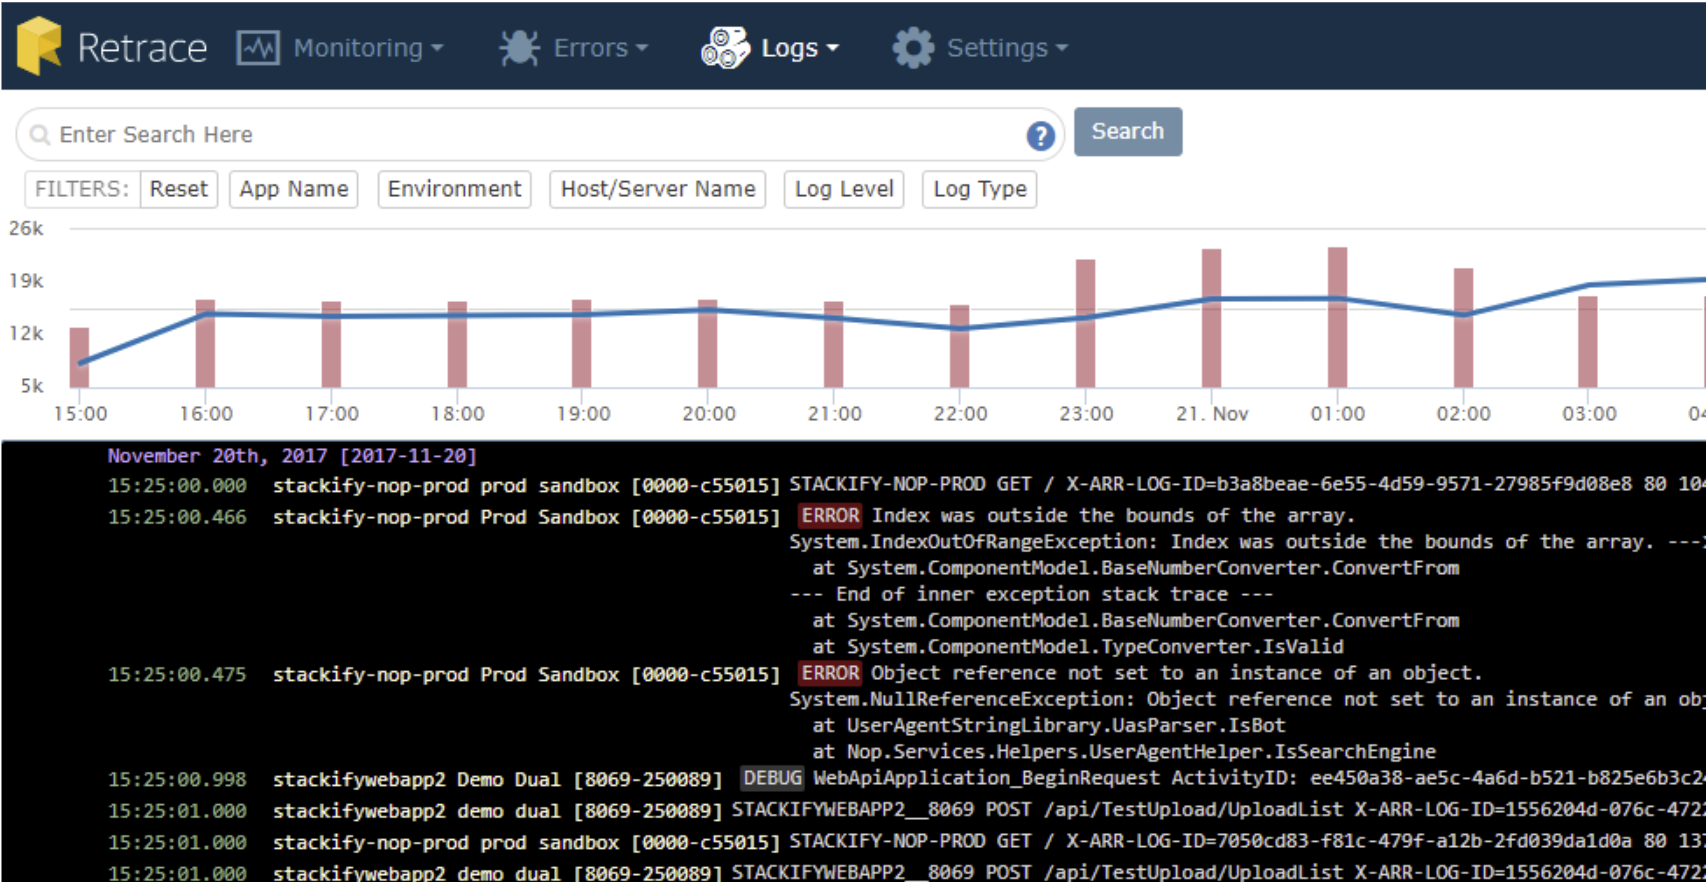 Retrace Monitoring Errors Logs Settings
Enter Search Here ? Search
FILTERS: Reset App Name Environment Host/Server Name Log Level Log Type
26k
19k
12k
5k
15:00 16:00 17:00 18:00 19:00 20:00 21:00 22:00 23:00 21. Nov 01:00 02:00 03:00 04
November 20th, 2017 [2017-11-20]
15:25:00.000 stackify-nop-prod prod sandbox [0000-c55015] STACKIFY-NOP-PROD GET / X-ARR-LOG-ID=b3a8beae-6e55-4d59-9571-27985f9d08e8 80 104
15:25:00.466 stackify-nop-prod Prod Sandbox [0000-c55015] ERROR Index was outside the bounds of the array.
System.IndexOutOfRangeException: Index was outside the bounds of the array. --->
at System.ComponentModel.BaseNumberConverter.ConvertFrom
--- End of inner exception stack trace ---
at System.ComponentModel.BaseNumberConverter.ConvertFrom
at System.ComponentModel.TypeConverter.IsValid
15:25:00.475 stackify-nop-prod Prod Sandbox [0000-c55015] ERROR Object reference not set to an instance of an object.
System.NullReferenceException: Object reference not set to an instance of an obj
at UserAgentStringLibrary.UasParser.IsBot
at Nop.Services.Helpers.UserAgentHelper.IsSearchEngine
15:25:00.998 stackifywebapp2 Demo Dual [8069-250089] DEBUG WebApiApplication_BeginRequest ActivityID: ee450a38-ae5c-4a6d-b521-b825e6b3c24
15:25:01.000 stackifywebapp2 demo dual [8069-250089] STACKIFYWEBAPP2__8069 POST /api/TestUpload/UploadList X-ARR-LOG-ID=1556204d-076c-4722
15:25:01.000 stackify-nop-prod prod sandbox [0000-c55015] STACKIFY-NOP-PROD GET / X-ARR-LOG-ID=7050cd83-f81c-479f-a12b-2fd039da1d0a 80 137
15:25:01.000 stackifywebapp2 demo dual [8069-250089] STACKIFYWEBAPP2__8069 POST /api/TestUpload/UploadList X-ARR-LOG-ID=1556204d-076c-472